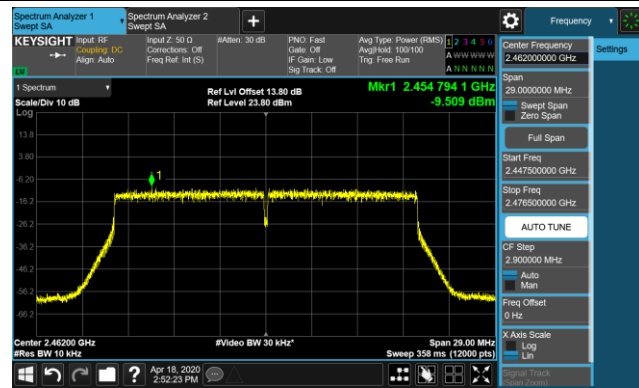 Spectrum Analyzer 1
Swept SA
Spectrum Analyzer 2
Swept SA
Frequency
KEYSIGHT
Input: RF
Coupling: DC
Align: Auto
Input Z: 50 Ω
Corrections: Off
Freq Ref: Int (S)
#Atten: 30 dB
PNO: Fast
Gate: Off
IF Gain: Low
Sig Track: Off
Avg Type: Power (RMS)
Avg|Hold: 100/100
Trig: Free Run
1 2 3 4 5 6
A W W W W W
A N N N N N
LW
1 Spectrum
Scale/Div 10 dB
Log
Ref Lvl Offset 13.80 dB
Ref Level 23.80 dBm
Mkr1 2.454 794 1 GHz
-9.509 dBm
13.8
3.80
-6.20
-16.2
-26.2
-36.2
-46.2
-56.2
-66.2
1
Center 2.46200 GHz
#Res BW 10 kHz
#Video BW 30 kHz*
Span 29.00 MHz
Sweep 358 ms (12000 pts)
Apr 18, 2020
2:52:23 PM
Center Frequency
2.462000000 GHz
Settings
Span
29.0000000 MHz
Swept Span
Zero Span
Full Span
Start Freq
2.447500000 GHz
Stop Freq
2.476500000 GHz
AUTO TUNE
CF Step
2.900000 MHz
Auto
Man
Freq Offset
0 Hz
X Axis Scale
Log
Lin
Signal Track
(Span Zoom)